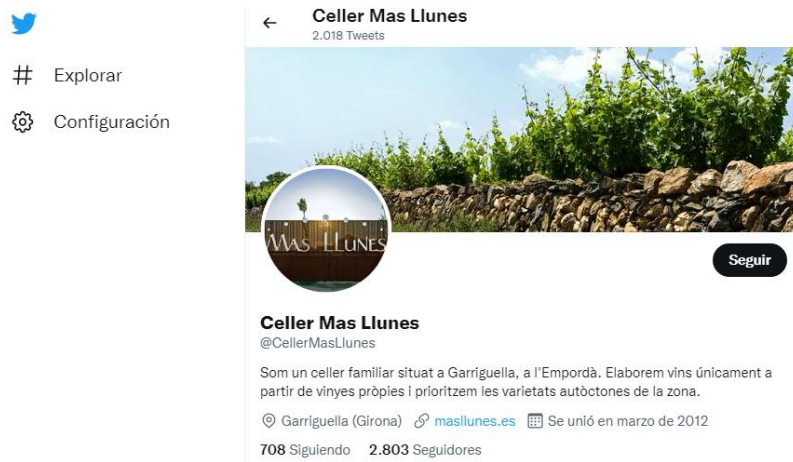 Celler Mas Llunes
2.018 Tweets
Explorar
Configuración
MAS LLUNES
Seguir
Celler Mas Llunes
@CellerMasLlunes
Som un celler familiar situat a Garriguella, a l'Empordà. Elaborem vins únicament a
partir de vinyes pròpies i prioritzem les varietats autòctones de la zona.
Garriguella (Girona) masllunes.es Se unió en marzo de 2012
708 Siguiendo 2.803 Seguidores